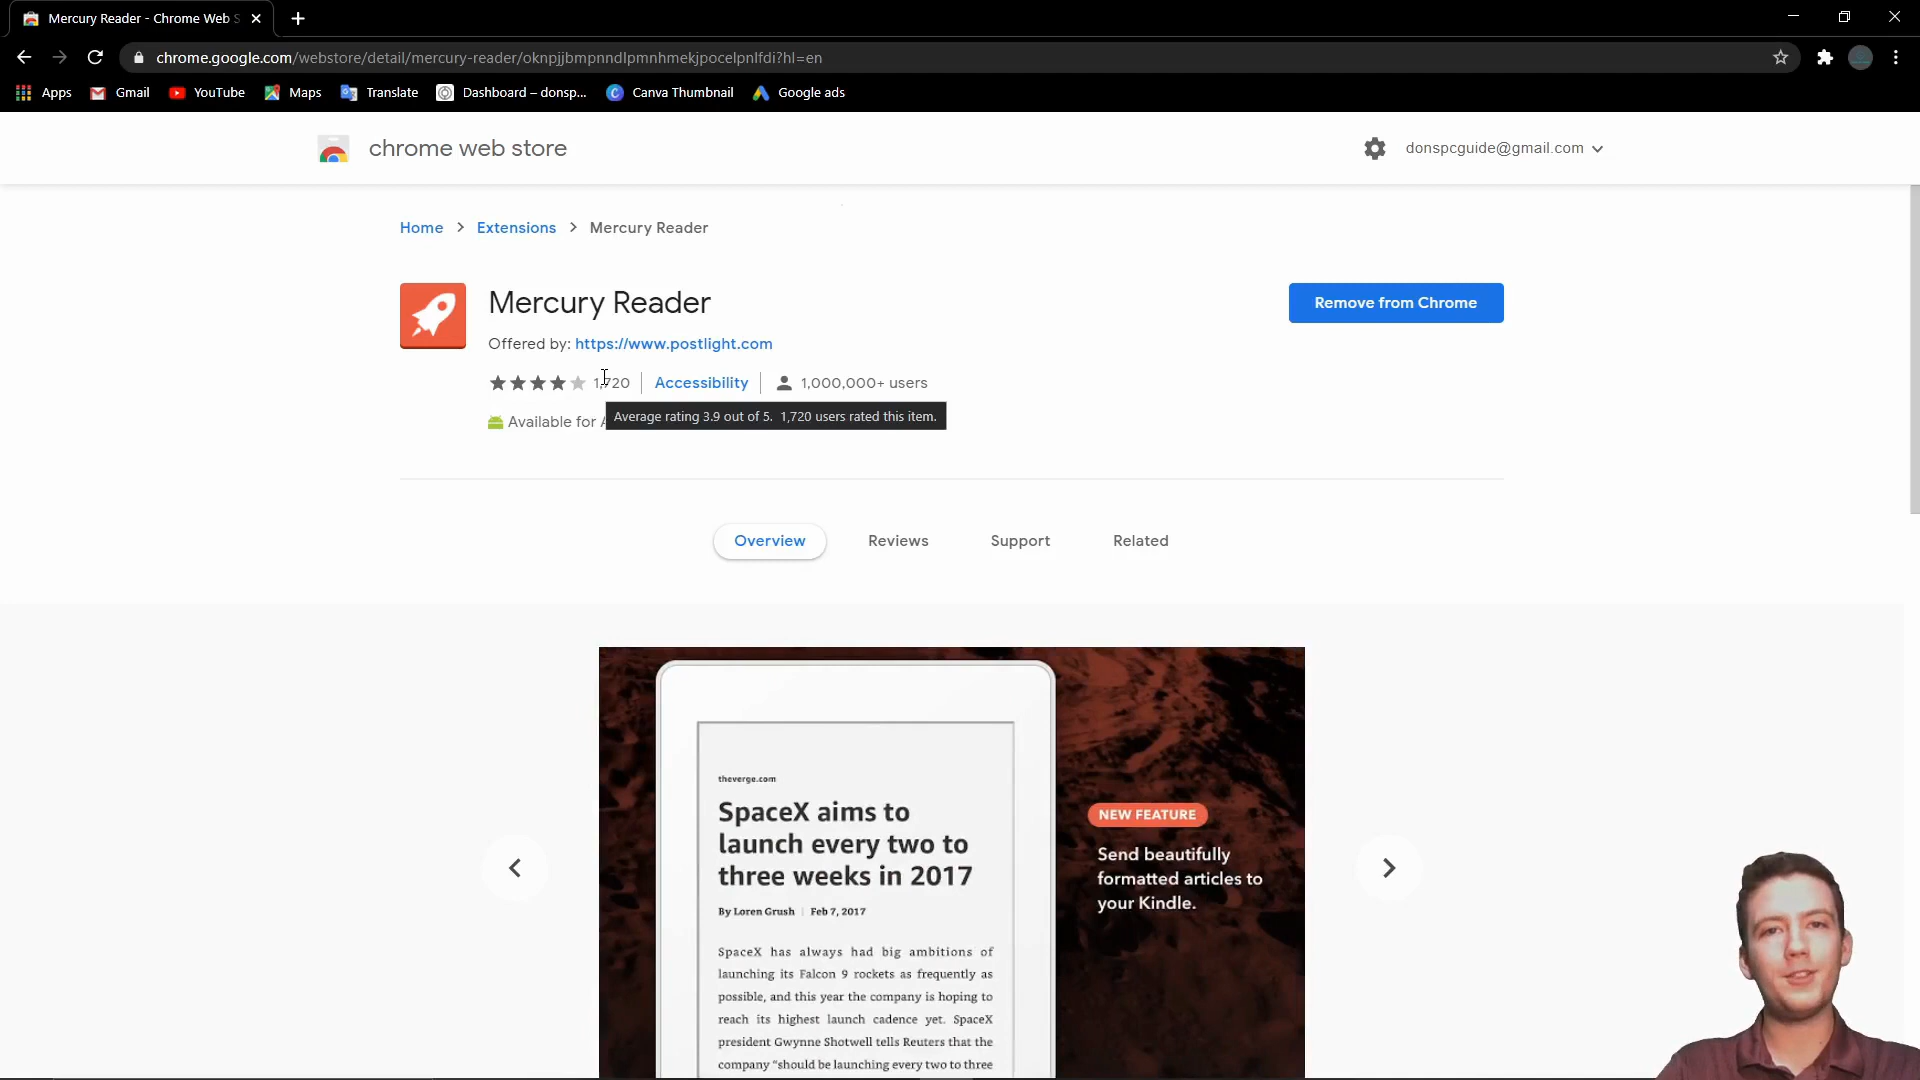 Mercury Reader - Chrome Web S
chrome.google.com/webstore/detail/mercury-reader/oknpjjbmpnndlpmnhmekjpocelpnlfdi?hl=en
Apps Gmail YouTube Maps Translate Dashboard – donsp... Canva Thumbnail Google ads
chrome web store
donspcguide@gmail.com
Home > Extensions > Mercury Reader
Mercury Reader
Remove from Chrome
Offered by: https://www.postlight.com
1,720 Accessibility 1,000,000+ users
Available for
Average rating 3.9 out of 5. 1,720 users rated this item.
Overview Reviews Support Related
theverge.com
SpaceX aims to
launch every two to
three weeks in 2017
By Loren Grush | Feb 7, 2017
SpaceX has always had big ambitions of
launching its Falcon 9 rockets as frequently as
possible, and this year the company is hoping to
reach its highest launch cadence yet. SpaceX
president Gwynne Shotwell tells Reuters that the
company “should be launching every two to three
NEW FEATURE
Send beautifully
formatted articles to
your Kindle.